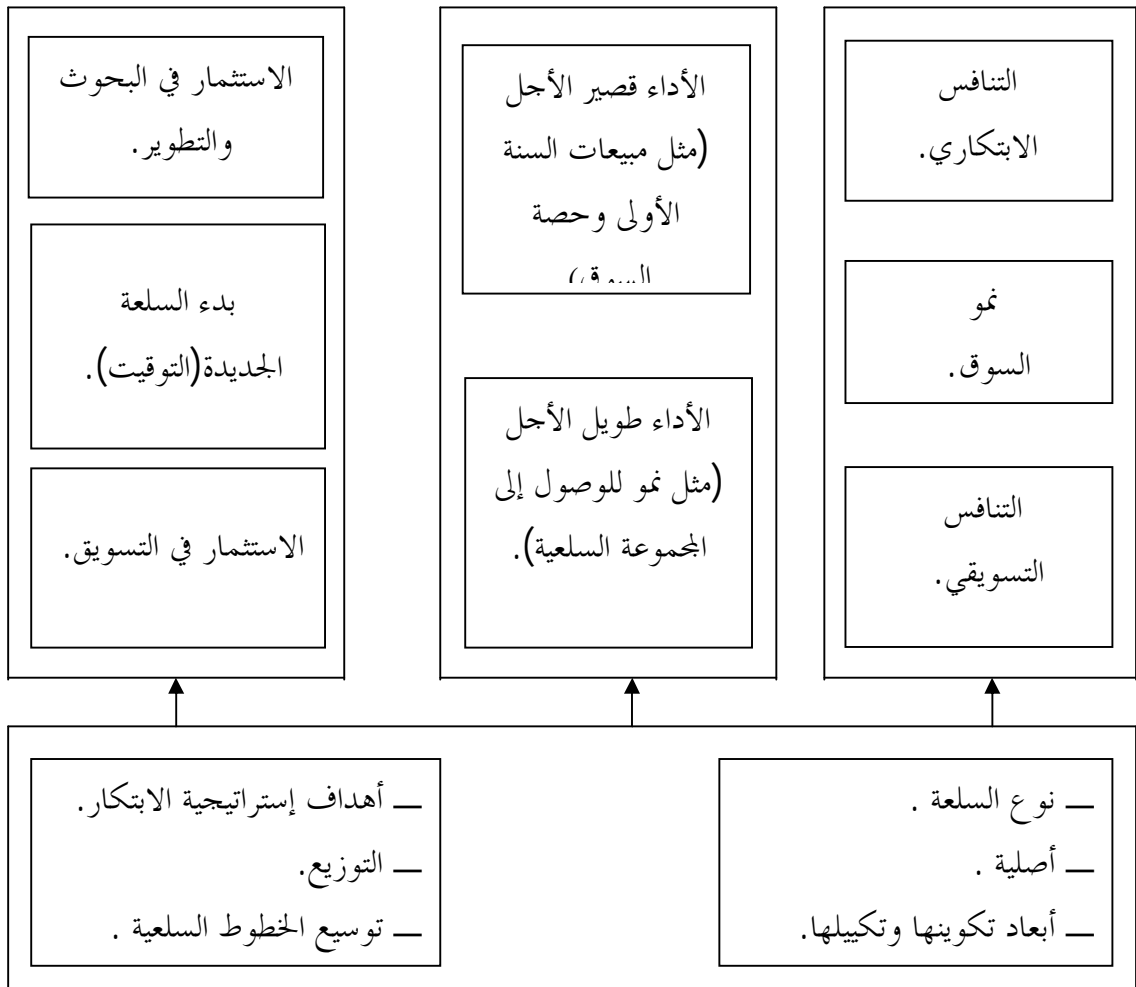 التنافس
الابتكاري.
نمو
السوق.
التنافس
التسويقي.
الأداء قصير الأجل
(مثل مبيعات السنة
الأولى وحصة
السوق)
الأداء طويل الأجل
(مثل نمو للوصول إلى
المجموعة السلعية).
الاستثمار في البحوث
والتطوير.
بدء السلعة
الجديدة(التوقيت).
الاستثمار في التسويق.
ـــ نوع السلعة .
ـــ أصلية .
ـــ أبعاد تكوينها وتكييلها.
ـــ أهداف إستراتيجية الابتكار.
ـــ التوزيع.
ـــ توسيع الخطوط السلعية .